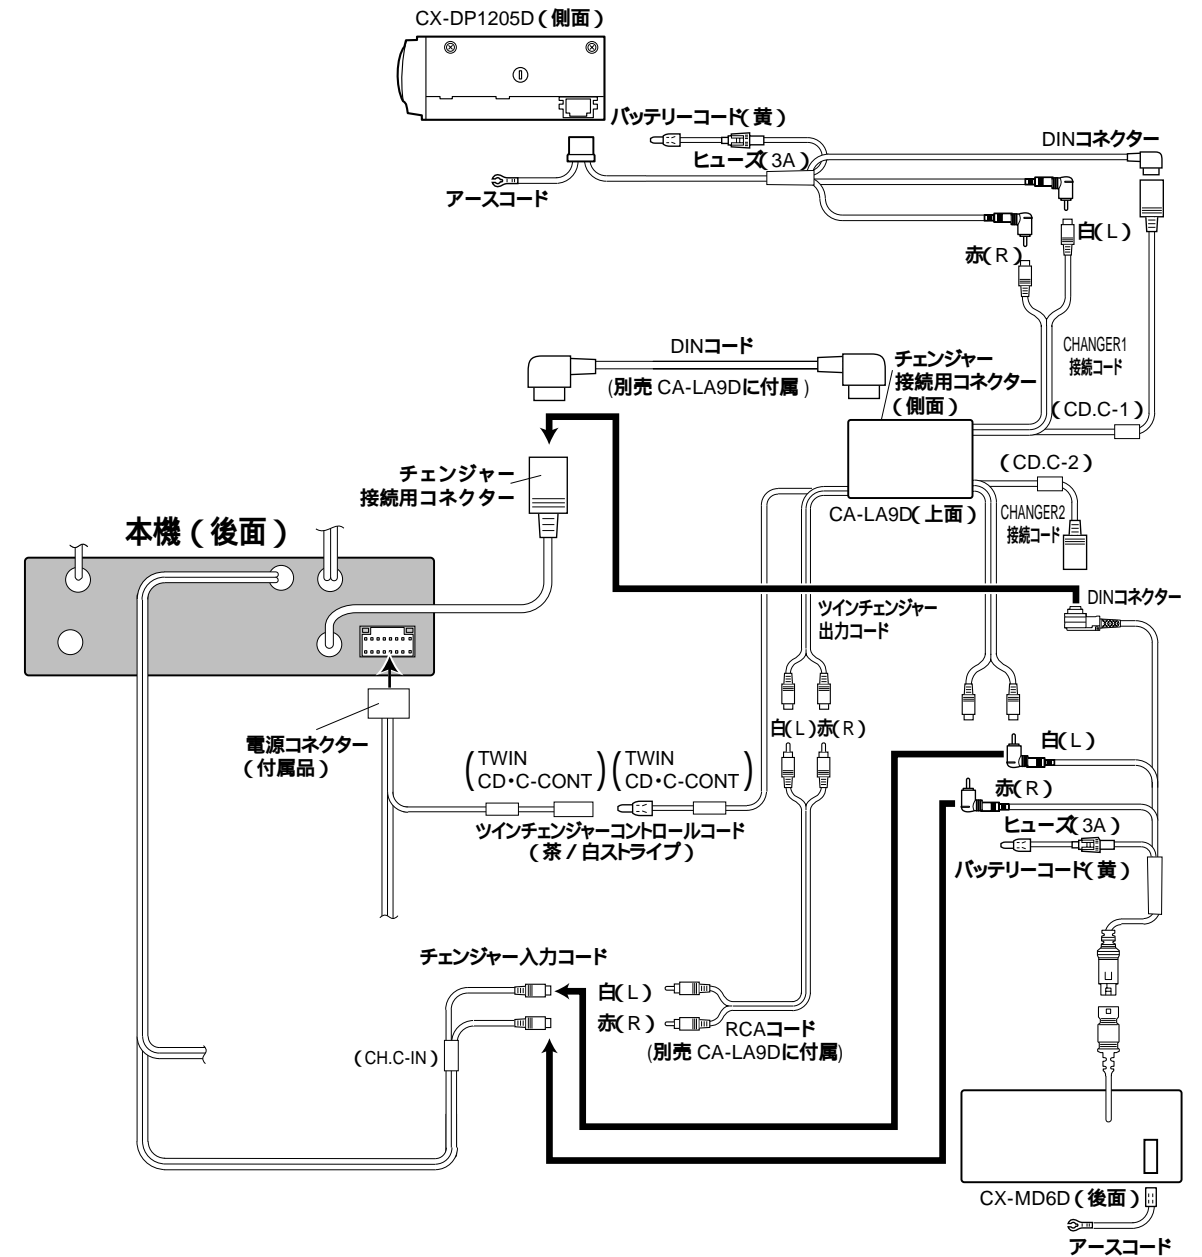 CX-DP1205D(側面)
バッテリーコード(黄)
ヒューズ(3A)
DINコネクター
アースコード
白(L)
赤(R)
DINコード
(別売 CA-LA9Dに付属)
チェンジャー
接続用コネクター
(側面)
CHANGER1
接続コード
(CD.C-1)
チェンジャー
接続用コネクター
(CD.C-2)
CA-LA9D(上面)
CHANGER2
接続コード
本機(後面)
DINコネクター
ツインチェンジャー
出力コード
白(L)赤(R)
電源コネクター
(付属品)
(TWIN
CD・C-CONT)
(TWIN
CD・C-CONT)
白(L)
赤(R)
ツインチェンジャーコントロールコード
(茶/白ストライプ)
ヒューズ(3A)
バッテリーコード(黄)
チェンジャー入力コード
白(L)
赤(R)
RCAコード
(別売 CA-LA9Dに付属)
(CH.C-IN)
CX-MD6D(後面)
アースコード